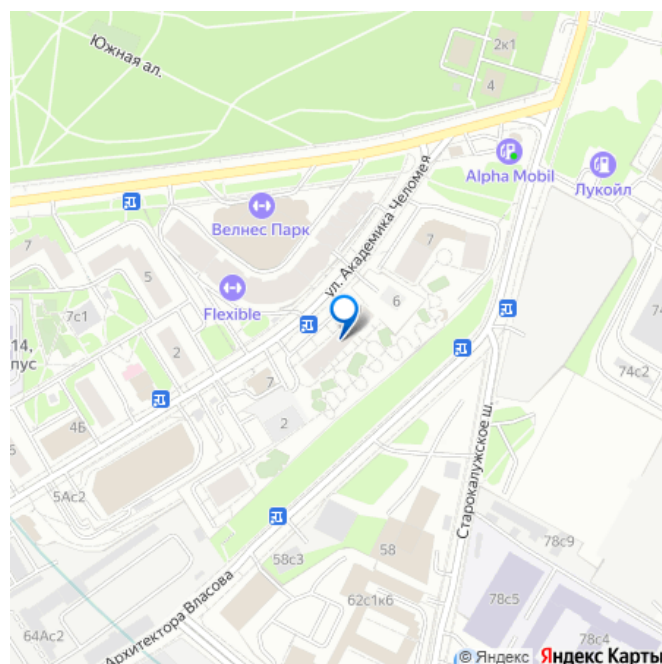 Южная ал.
2к1
4
Alpha Mobil
Лукойл
ул. Академика Челомея
Велнес Парк
7
7
5
Flexible
6
7с1
14,
пус
2
7
74
74с2
4Б
2
Старокалужское ш.
5Ас2
58с3
58
78с9
62с1к6
78с5
Архитектора Власова
64Ас2
78с4
© Яндекс Яндекс Карты